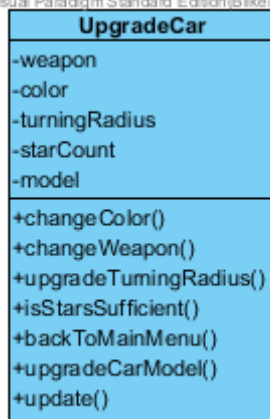 UpgradeCar
-weapon
-color
-turningRadius
-starCount
-model
+changeColor()
+changeWeapon()
+upgradeTurningRadius()
+isStarsSufficient()
+backToMainMenu()
+upgradeCarModel()
+update()